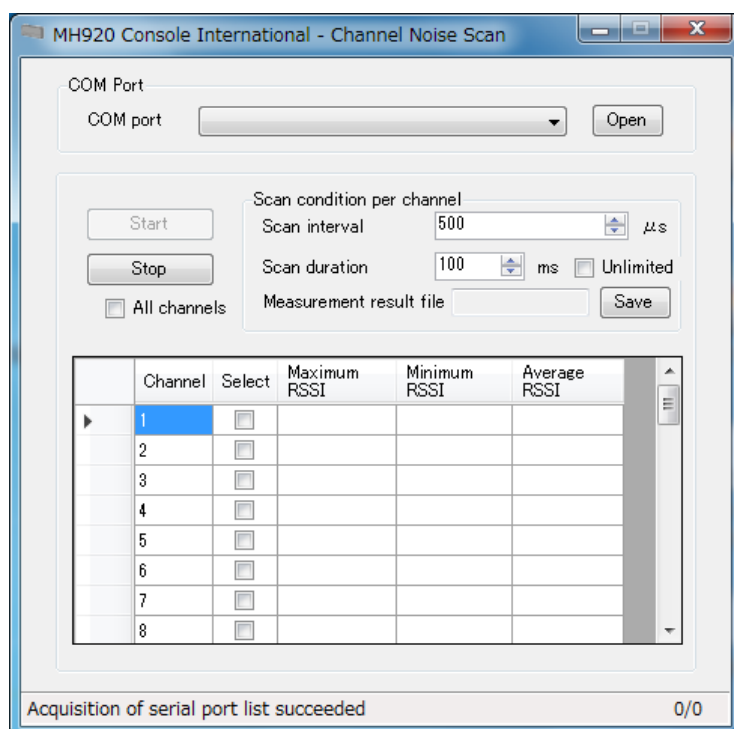 MH920 Console International - Channel Noise Scan
COM Port
COM port
Open
Start
Stop
All channels
Scan condition per channel
Scan interval 500 μs
Scan duration 100 ms Unlimited
Measurement result file Save
Channel Select Maximum RSSI Minimum RSSI Average RSSI
1
2
3
4
5
6
7
8
Acquisition of serial port list succeeded 0/0